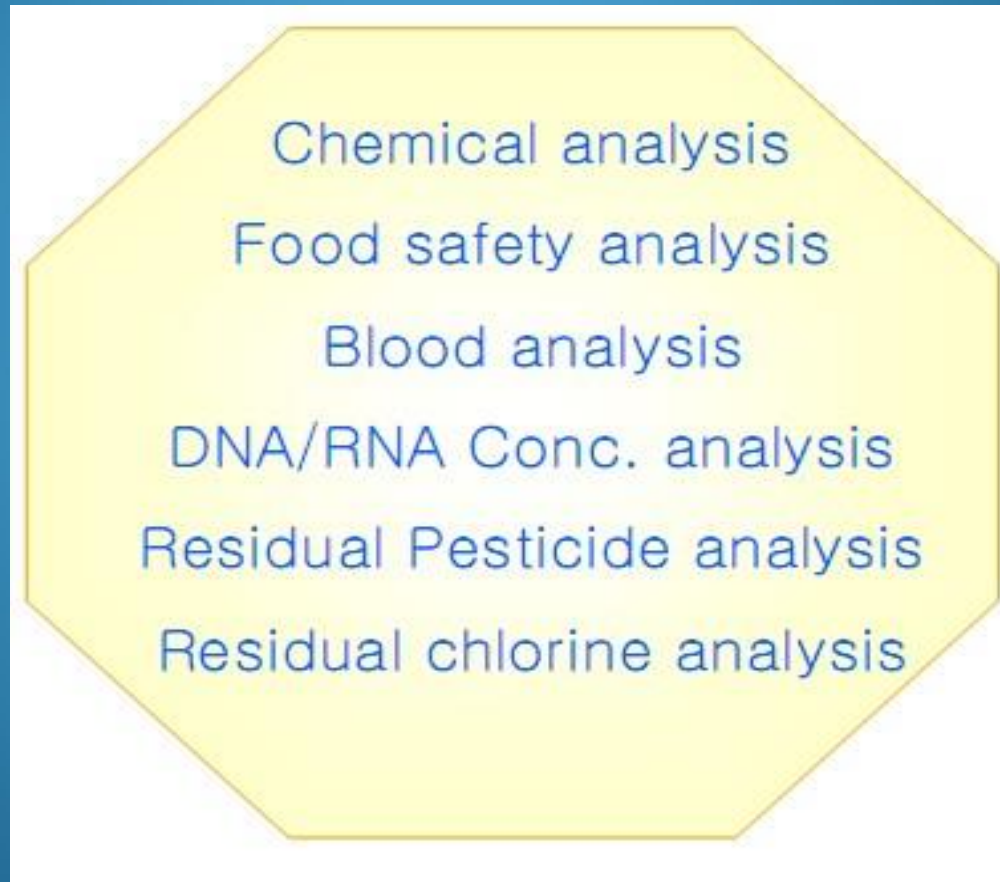 Chemical analysis
Food safety analysis
Blood analysis
DNA/RNA Conc. analysis
Residual Pesticide analysis
Residual chlorine analysis